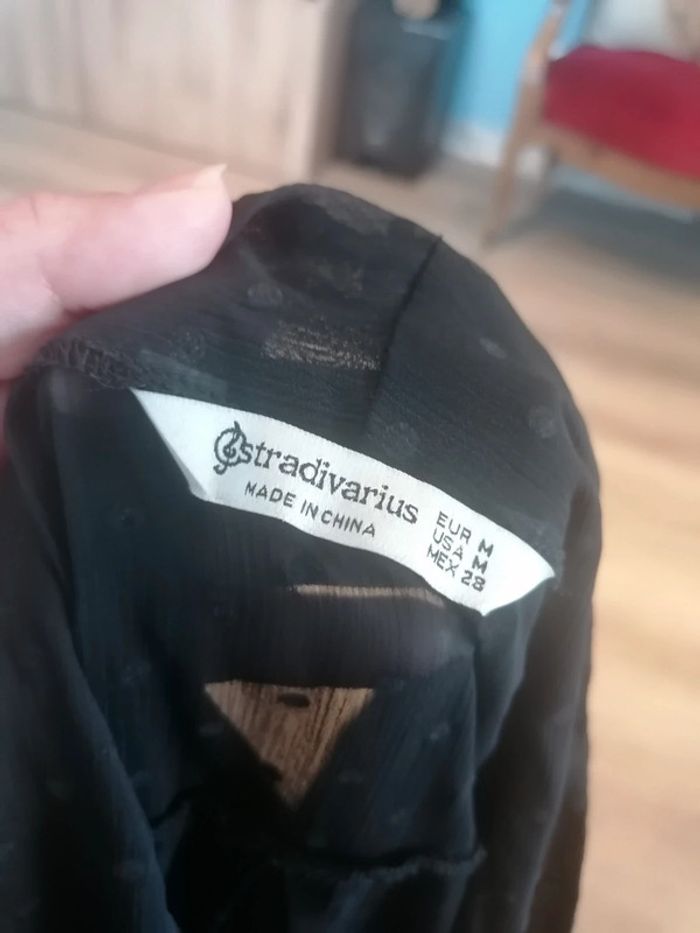 stradivarius
MADE IN CHINA
EUR M
USA M
MEX 28